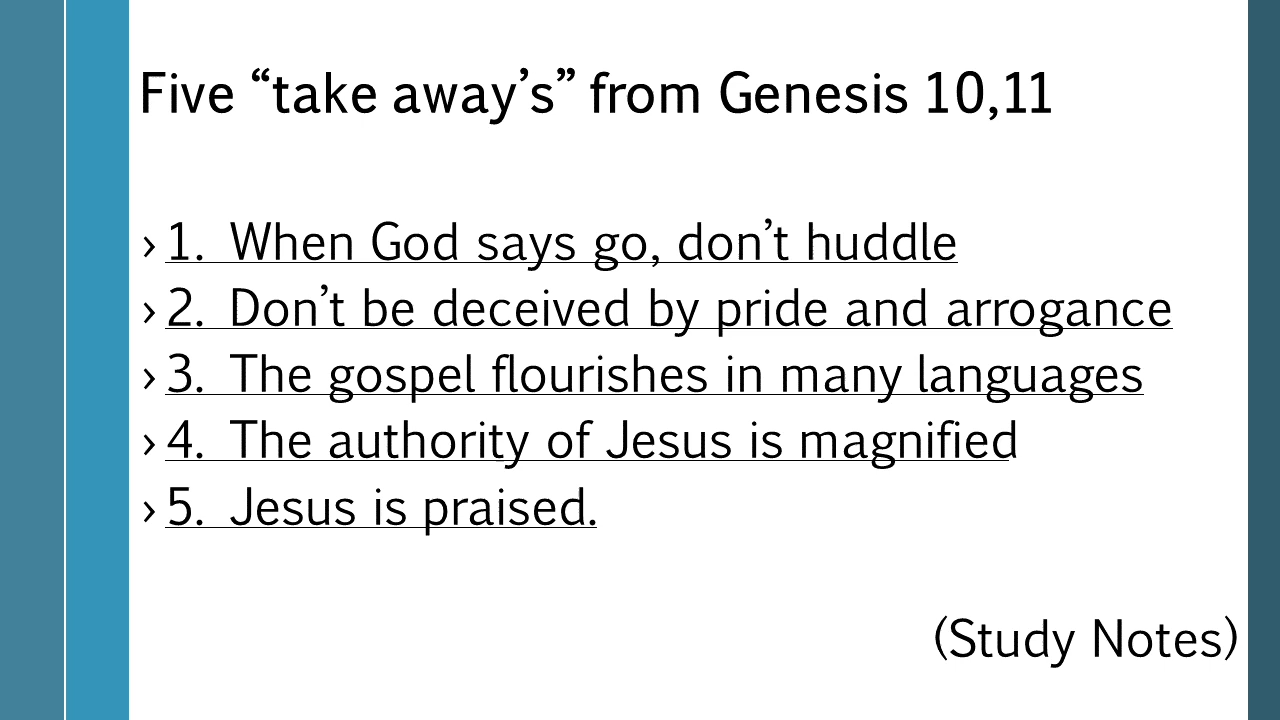 Five “take away’s” from Genesis 10,11
› 1. When God says go, don’t huddle
› 2. Don’t be deceived by pride and arrogance
› 3. The gospel flourishes in many languages
› 4. The authority of Jesus is magnified
› 5. Jesus is praised.
(Study Notes)